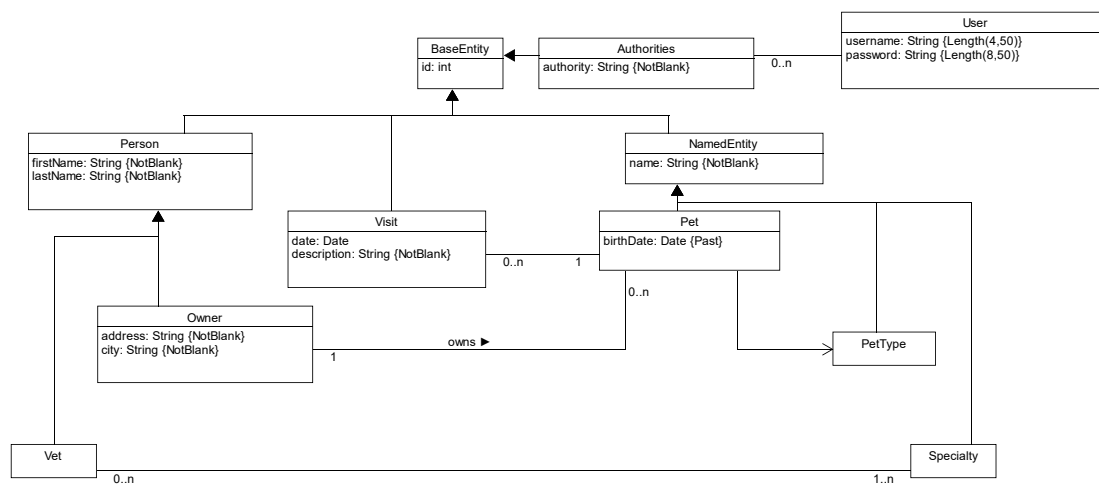 User
username: String {Length(4,50)}
password: String {Length(8,50)}
BaseEntity
id: int
Authorities
authority: String {NotBlank}
0..n
Person
firstName: String {NotBlank}
lastName: String {NotBlank}
NamedEntity
name: String {NotBlank}
Visit
date: Date
description: String {NotBlank}
0..n
1
Pet
birthDate: Date {Past}
0..n
Owner
address: String {NotBlank}
city: String {NotBlank}
1
owns ►
PetType
Vet
0..n
1..n
Specialty